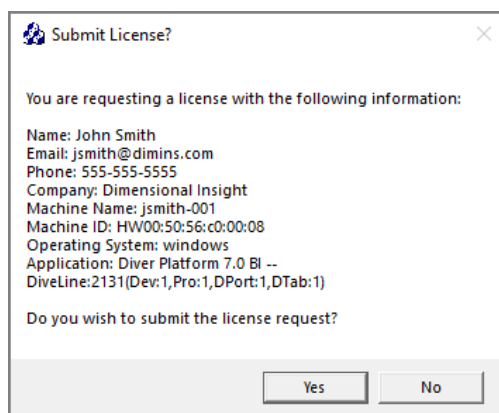 Submit License?
You are requesting a license with the following information:
Name: John Smith
Email: jsmith@dimins.com
Phone: 555-555-5555
Company: Dimensional Insight
Machine Name: jsmith-001
Machine ID: HW00:50:56:c0:00:08
Operating System: windows
Application: Diver Platform 7.0 BI --
DiveLine:2131(Dev:1,Pro:1,DPort:1,DTab:1)
Do you wish to submit the license request?
Yes No